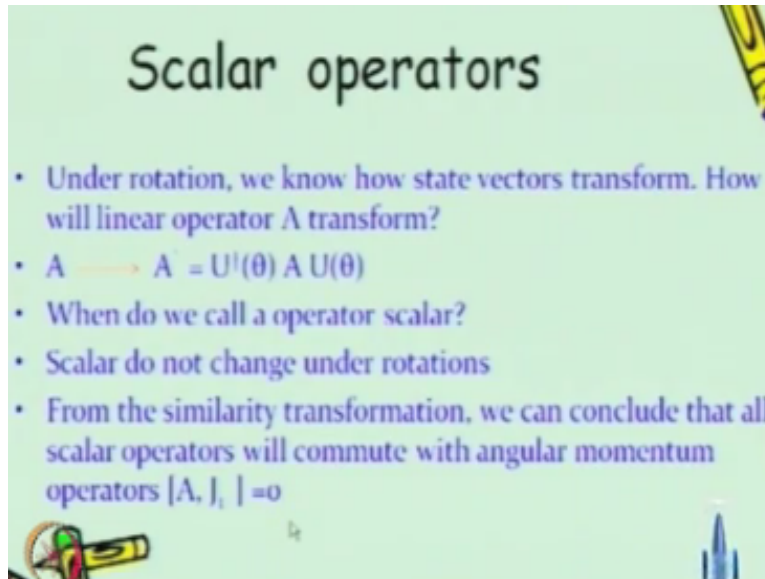 Scalar operators
• Under rotation, we know how state vectors transform. How
will linear operator A transform?
• A → A' = U†(θ) A U(θ)
• When do we call a operator scalar?
• Scalar do not change under rotations
• From the similarity transformation, we can conclude that all
scalar operators will commute with angular momentum
operators [A, Jᵢ ] =0